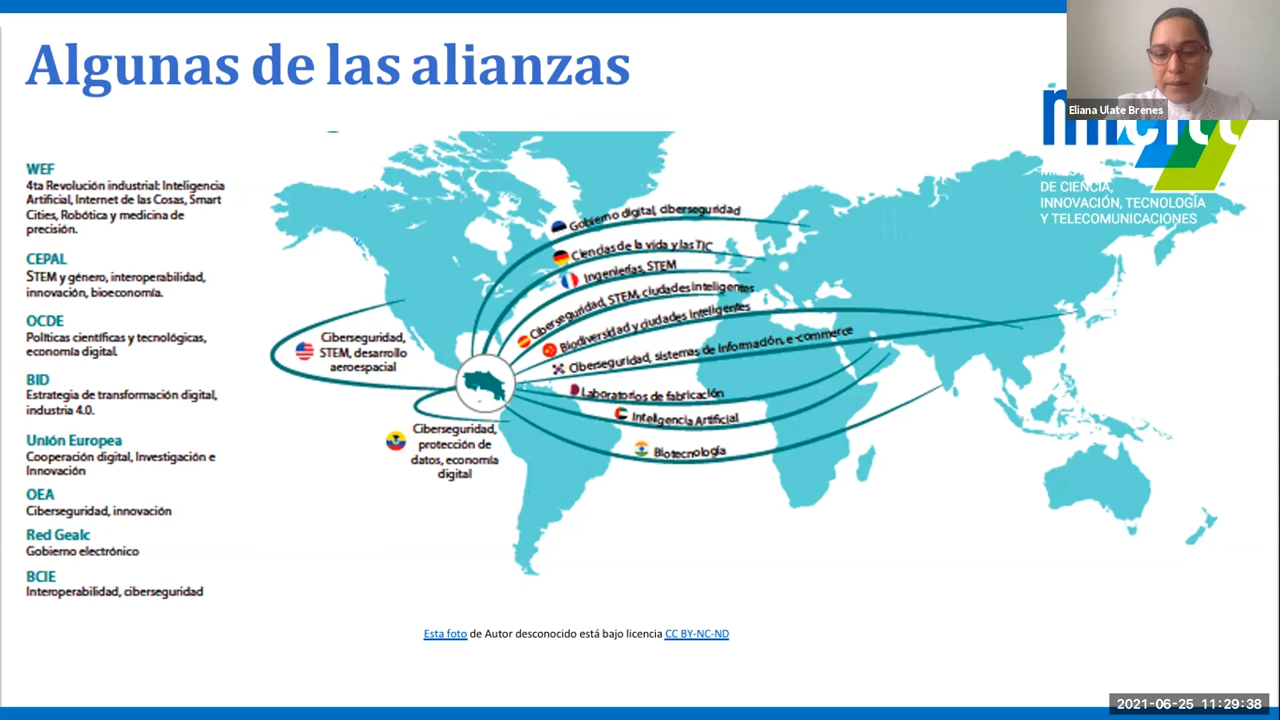 Algunas de las alianzas
Eliana Ulate Brenes
micitt
DE CIENCIA,
INNOVACIÓN, TECNOLOGÍA
Y TELECOMUNICACIONES
WEF
4ta Revolución industrial: Inteligencia
Artificial, Internet de las Cosas, Smart
Cities, Robótica y medicina de
precisión.
CEPAL
STEM y género, interoperabilidad,
innovación, bioeconomía.
OCDE
Políticas científicas y tecnológicas,
economía digital.
BID
Estrategia de transformación digital,
industria 4.0.
Unión Europea
Cooperación digital, Investigación e
Innovación
OEA
Ciberseguridad, innovación
Red Gealc
Gobierno electrónico
BCIE
Interoperabilidad, ciberseguridad
Gobierno digital, ciberseguridad
Ciencias de la vida y las TIC
Ingenierías, STEM
Ciberseguridad, STEM, ciudades inteligentes
Biodiversidad y ciudades inteligentes
Ciberseguridad, sistemas de información, e-commerce
Laboratorios de fabricación
Inteligencia Artificial
Biotecnología
Ciberseguridad,
STEM, desarrollo
aeroespacial
Ciberseguridad,
protección de
datos, economía
digital
Esta foto de Autor desconocido está bajo licencia CC BY-NC-ND
2021-06-25 11:29:38